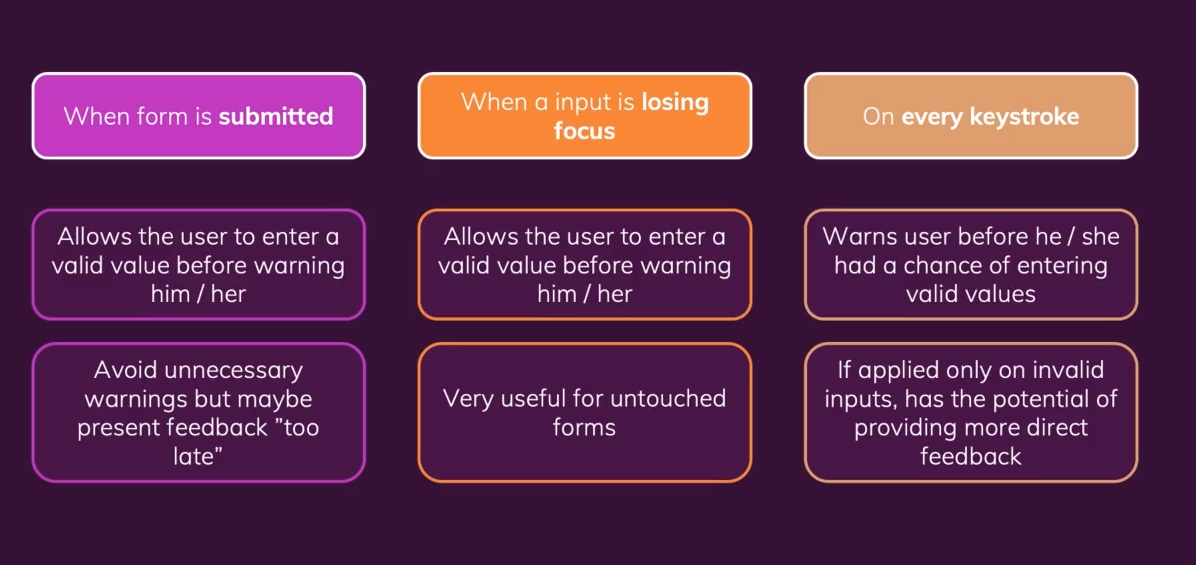 When form is submitted
When a input is losing
focus
On every keystroke
Allows the user to enter a
valid value before warning
him / her
Allows the user to enter a
valid value before warning
him / her
Warns user before he / she
had a chance of entering
valid values
Avoid unnecessary
warnings but maybe
present feedback ”too
late”
Very useful for untouched
forms
If applied only on invalid
inputs, has the potential of
providing more direct
feedback